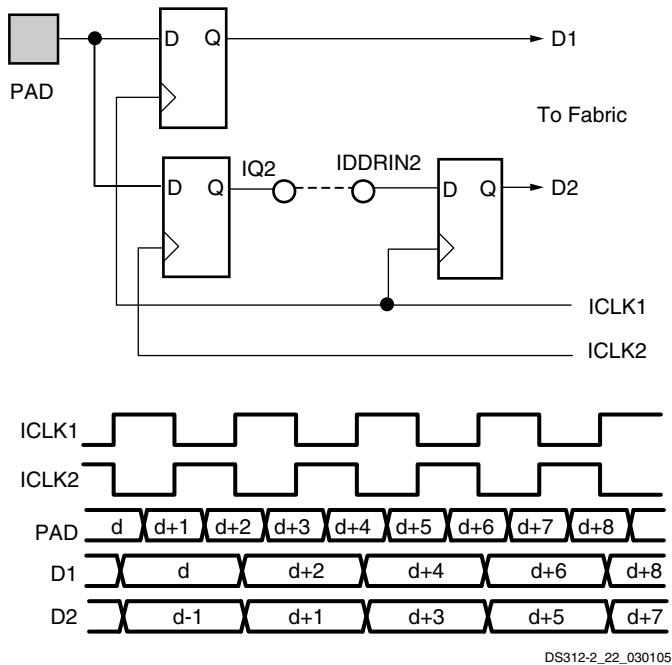 D Q D1
PAD
To Fabric
IQ2 IDDRIN2
D Q D Q D2
ICLK1
ICLK2
ICLK1
ICLK2
PAD d d+1 d+2 d+3 d+4 d+5 d+6 d+7 d+8
D1 d d+2 d+4 d+6 d+8
D2 d-1 d+1 d+3 d+5 d+7
DS312-2_22_030105